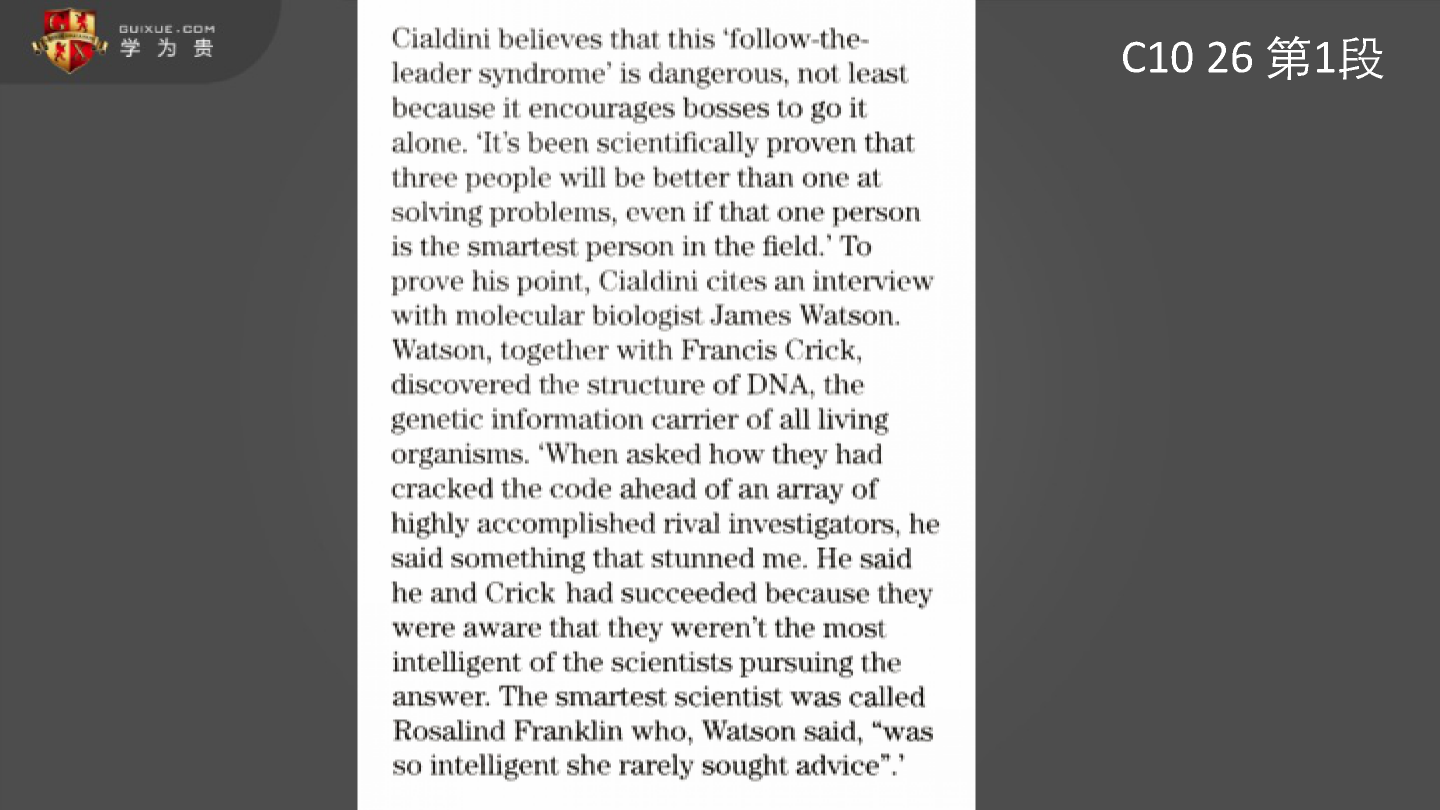 GUIXUE.COM
学为贵
C10 26 第1段
Cialdini believes that this ‘follow-the-
leader syndrome’ is dangerous, not least
because it encourages bosses to go it
alone. ‘It’s been scientifically proven that
three people will be better than one at
solving problems, even if that one person
is the smartest person in the field.’ To
prove his point, Cialdini cites an interview
with molecular biologist James Watson.
Watson, together with Francis Crick,
discovered the structure of DNA, the
genetic information carrier of all living
organisms. ‘When asked how they had
cracked the code ahead of an array of
highly accomplished rival investigators, he
said something that stunned me. He said
he and Crick had succeeded because they
were aware that they weren’t the most
intelligent of the scientists pursuing the
answer. The smartest scientist was called
Rosalind Franklin who, Watson said, “was
so intelligent she rarely sought advice”.’